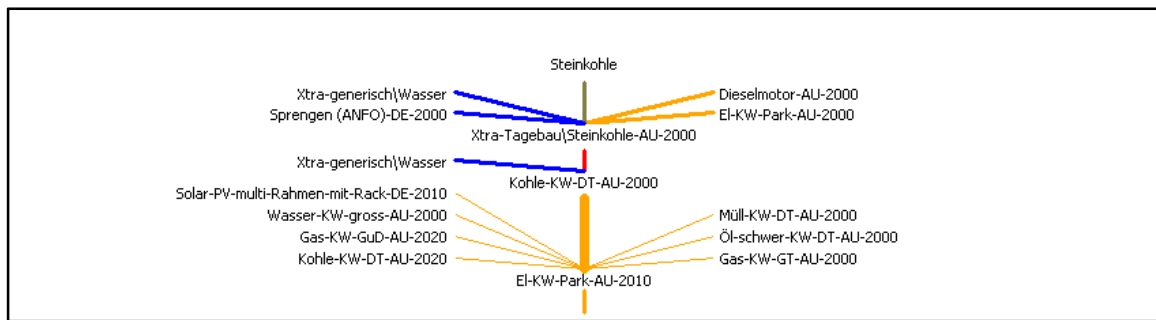 Steinkohle
Xtra-generisch\Wasser
Dieselmotor-AU-2000
Sprengen (ANFO)-DE-2000
El-KW-Park-AU-2000
Xtra-Tagebau\Steinkohle-AU-2000
Xtra-generisch\Wasser
Kohle-KW-DT-AU-2000
Solar-PV-multi-Rahmen-mit-Rack-DE-2010
Wasser-KW-gross-AU-2000
Müll-KW-DT-AU-2000
Gas-KW-GuD-AU-2020
Öl-schwer-KW-DT-AU-2000
Kohle-KW-DT-AU-2020
Gas-KW-GT-AU-2000
El-KW-Park-AU-2010